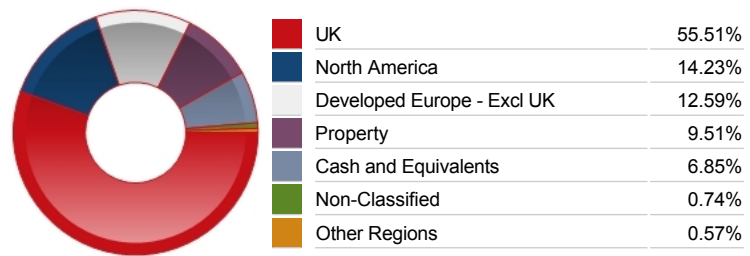 UK 55.51%
North America 14.23%
Developed Europe - Excl UK 12.59%
Property 9.51%
Cash and Equivalents 6.85%
Non-Classified 0.74%
Other Regions 0.57%